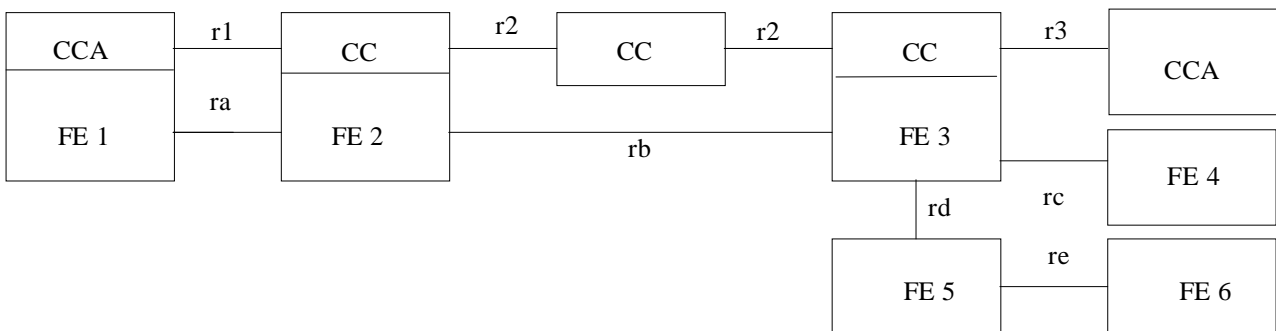 r1 r2 r2 r3
CCA CC CC CC CCA
ra
FE 1 FE 2 rb FE 3
FE 4
rd rc
re
FE 5 FE 6